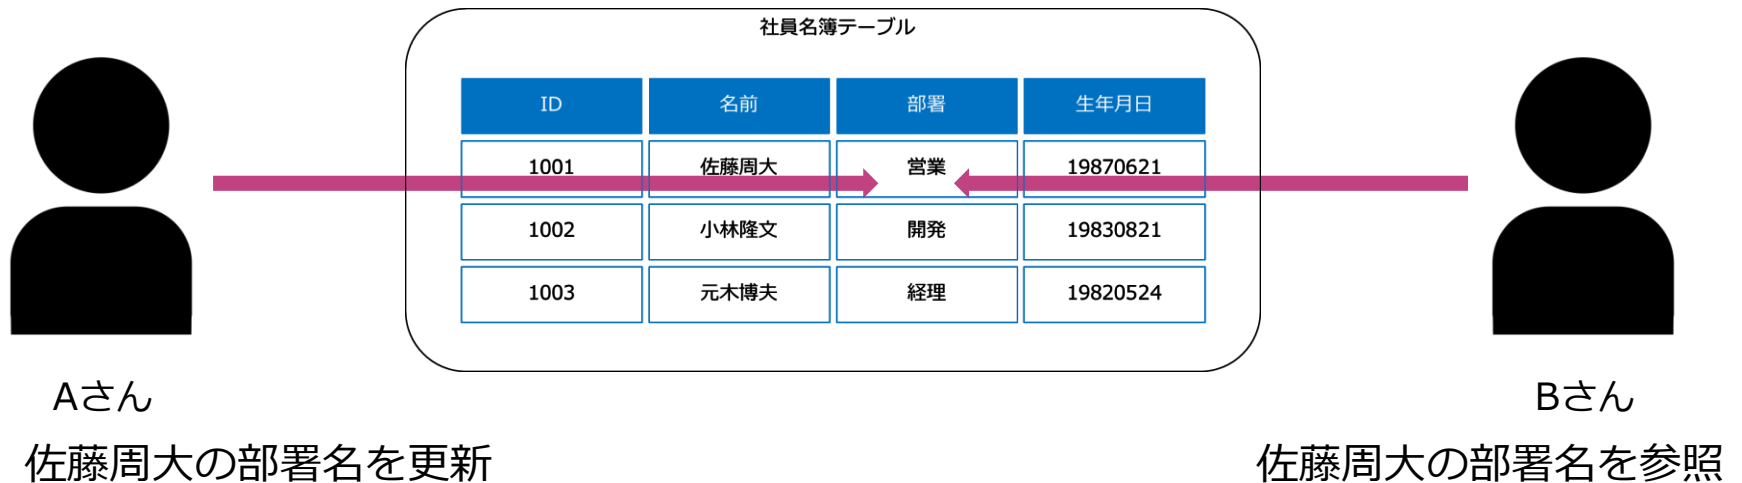 社員名簿テーブル
ID 名前 部署 生年月日
1001 佐藤周大 営業 19870621
1002 小林隆文 開発 19830821
1003 元木博夫 経理 19820524
Aさん
佐藤周大の部署名を更新
Bさん
佐藤周大の部署名を参照